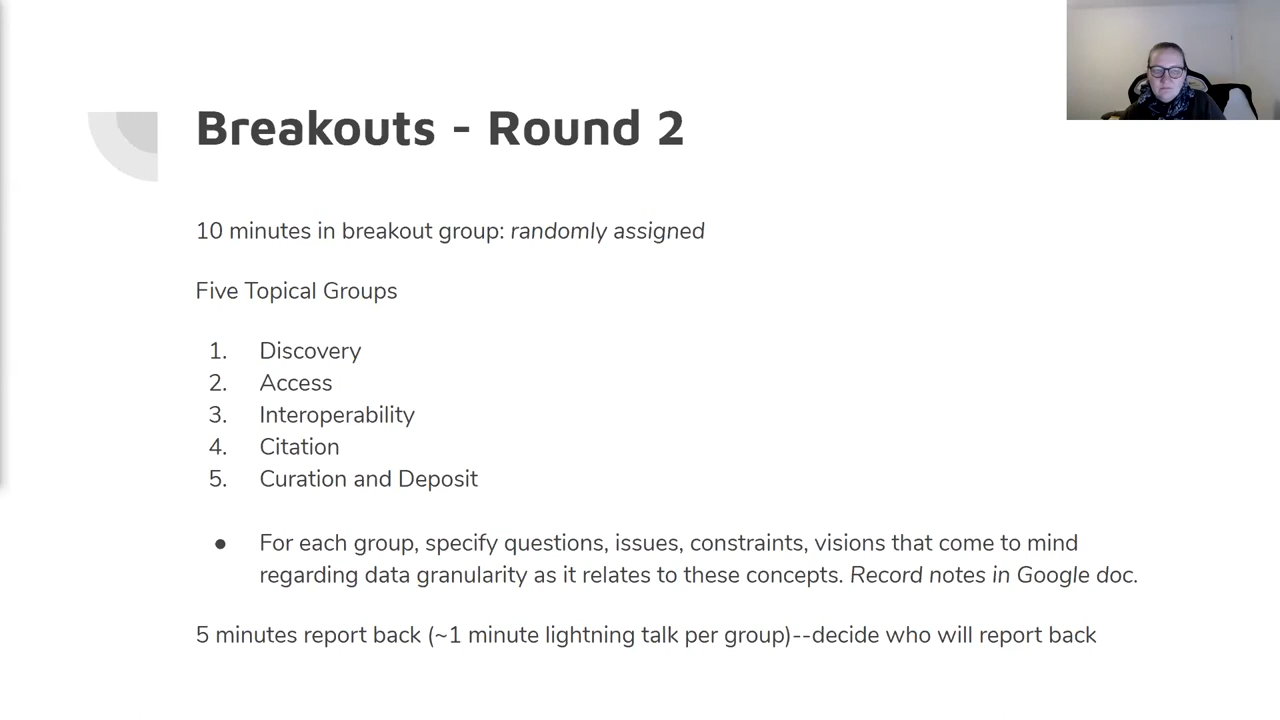 Breakouts - Round 2
10 minutes in breakout group: randomly assigned
Five Topical Groups
1. Discovery
2. Access
3. Interoperability
4. Citation
5. Curation and Deposit
● For each group, specify questions, issues, constraints, visions that come to mind
regarding data granularity as it relates to these concepts. Record notes in Google doc.
5 minutes report back (~1 minute lightning talk per group)--decide who will report back